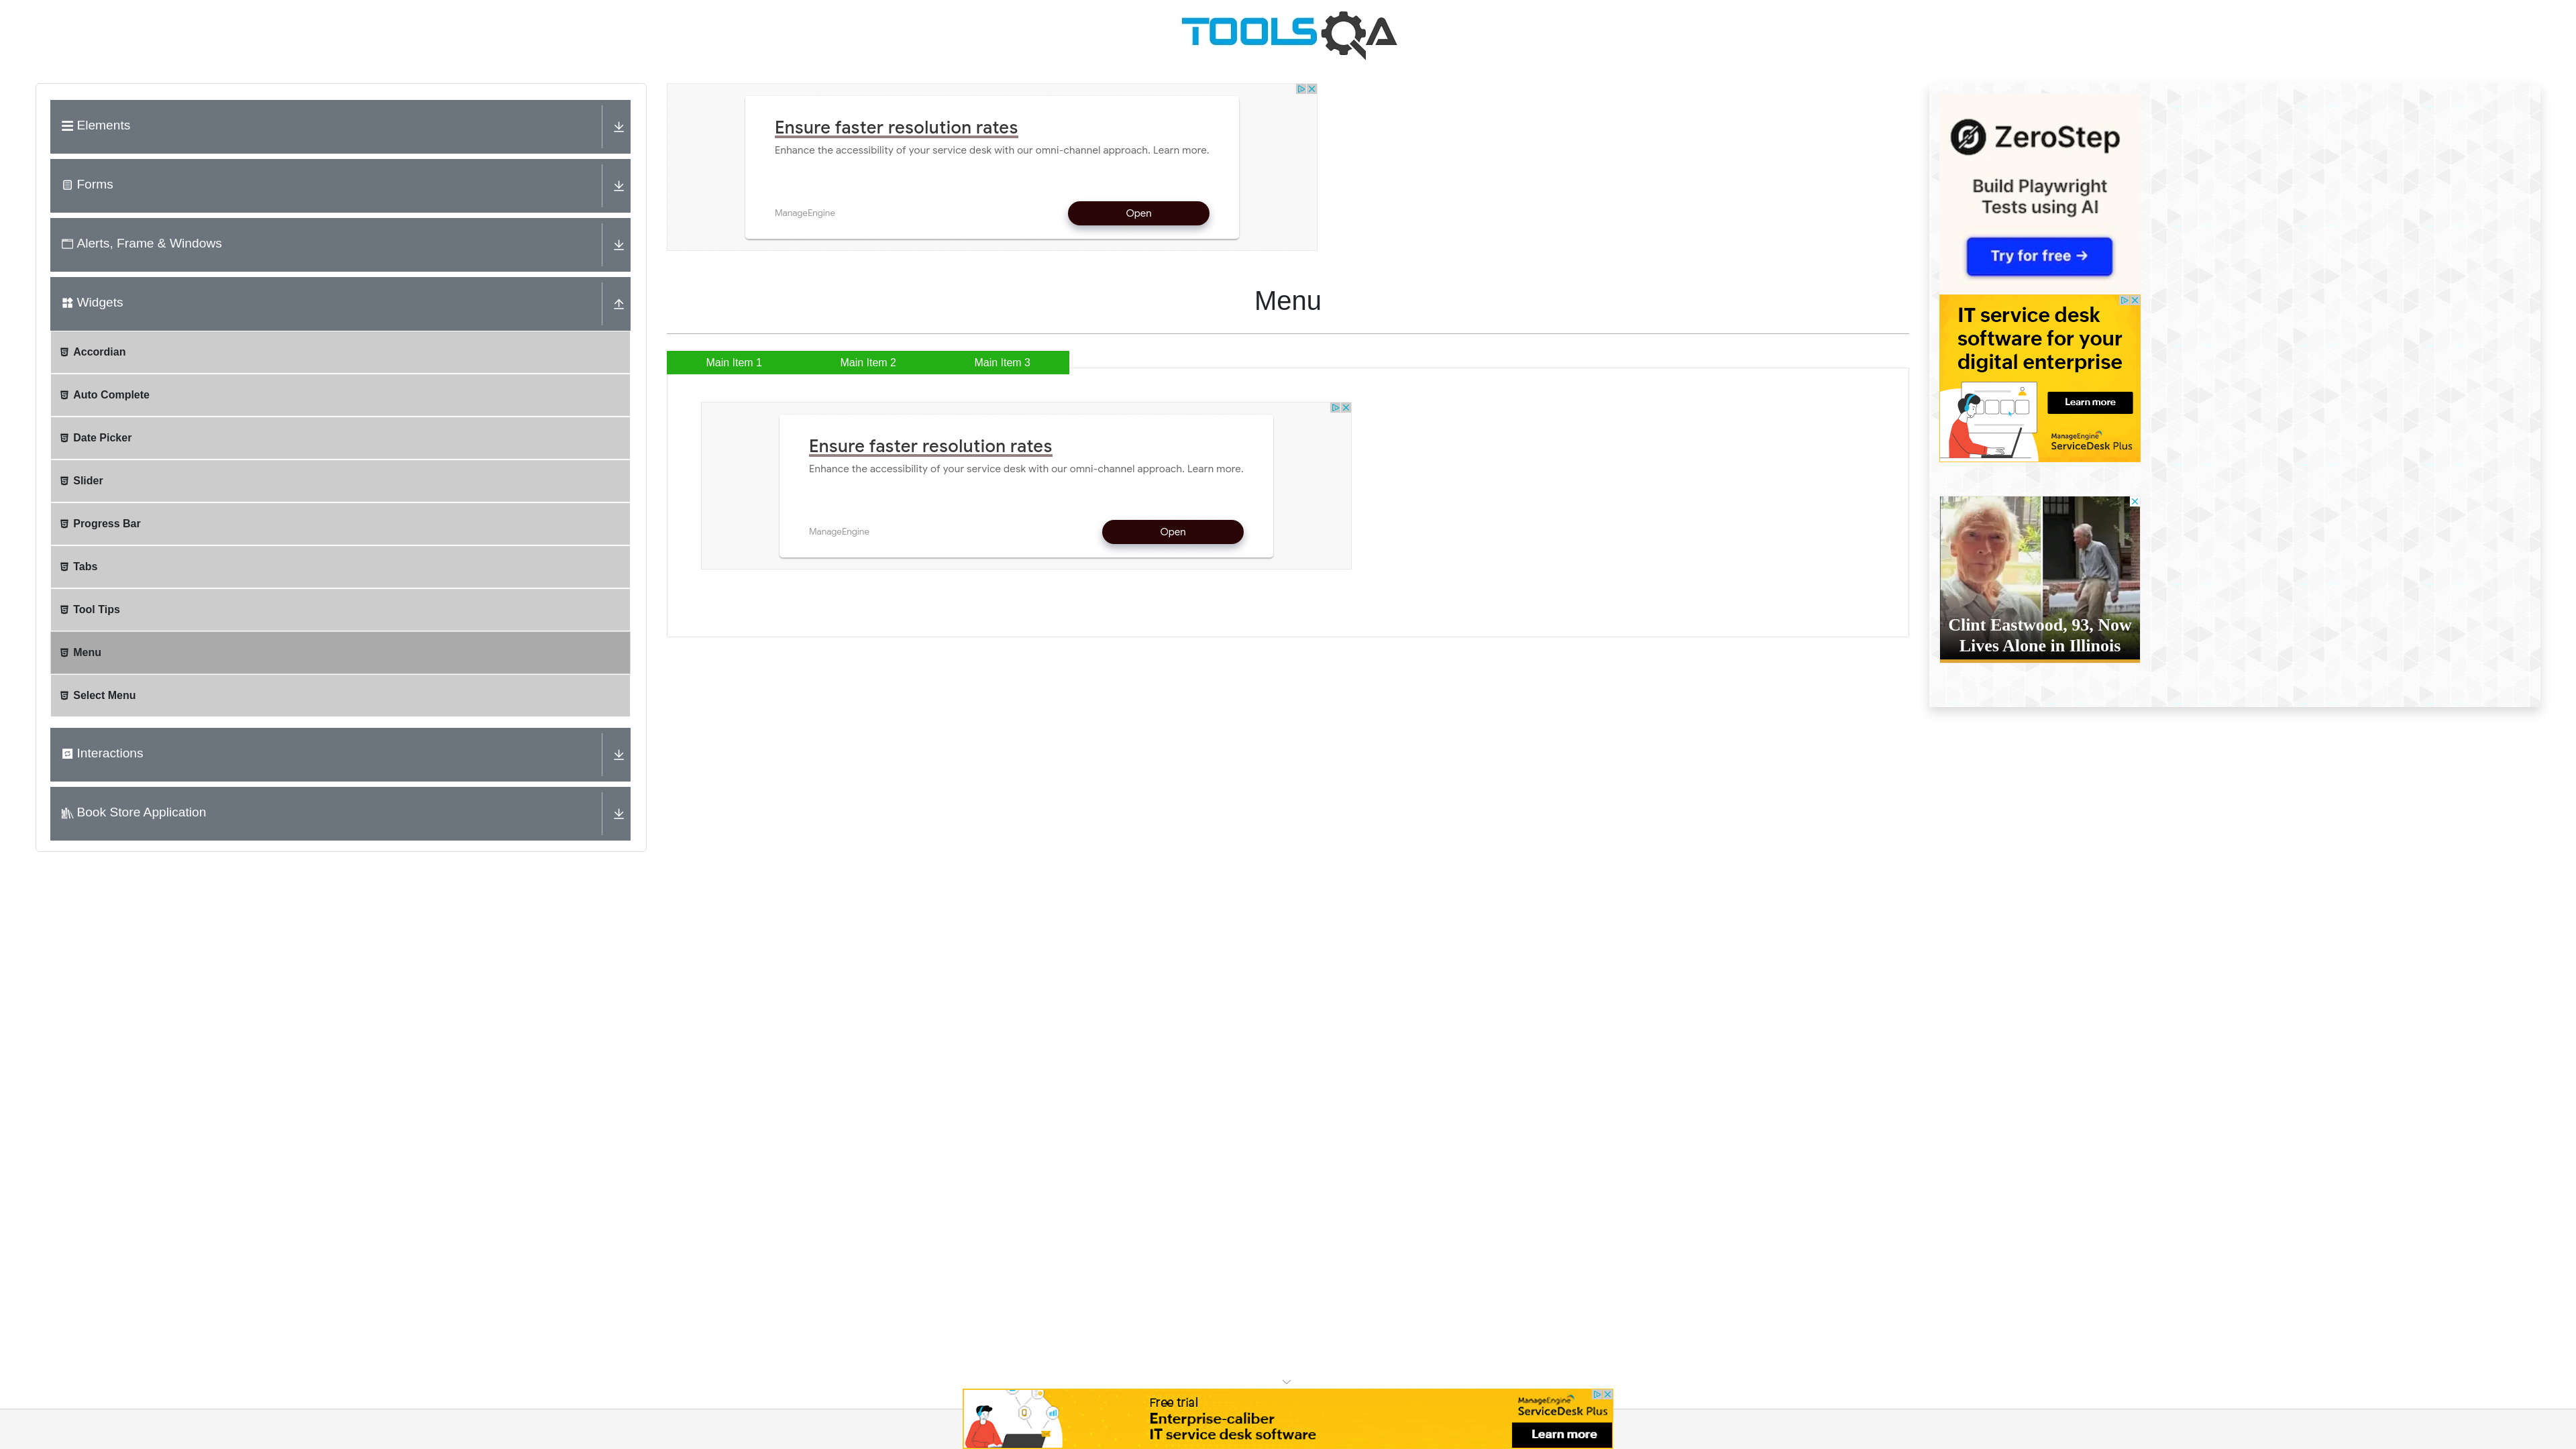 TOOLSQA
Elements
Forms
Alerts, Frame & Windows
Widgets
Accordian
Auto Complete
Date Picker
Slider
Progress Bar
Tabs
Tool Tips
Menu
Select Menu
Interactions
Book Store Application
Ensure faster resolution rates
Enhance the accessibility of your service desk with our omni-channel approach. Learn more.
ManageEngine
Open
Menu
Main Item 1
Main Item 2
Main Item 3
Ensure faster resolution rates
Enhance the accessibility of your service desk with our omni-channel approach. Learn more.
ManageEngine
Open
ZeroStep
Build Playwright
Tests using AI
Try for free →
IT service desk
software for your
digital enterprise
Learn more
ManageEngine
ServiceDesk Plus
Clint Eastwood, 93, Now
Lives Alone in Illinois
Free trial
Enterprise-caliber
IT service desk software
ManageEngine
ServiceDesk Plus
Learn more